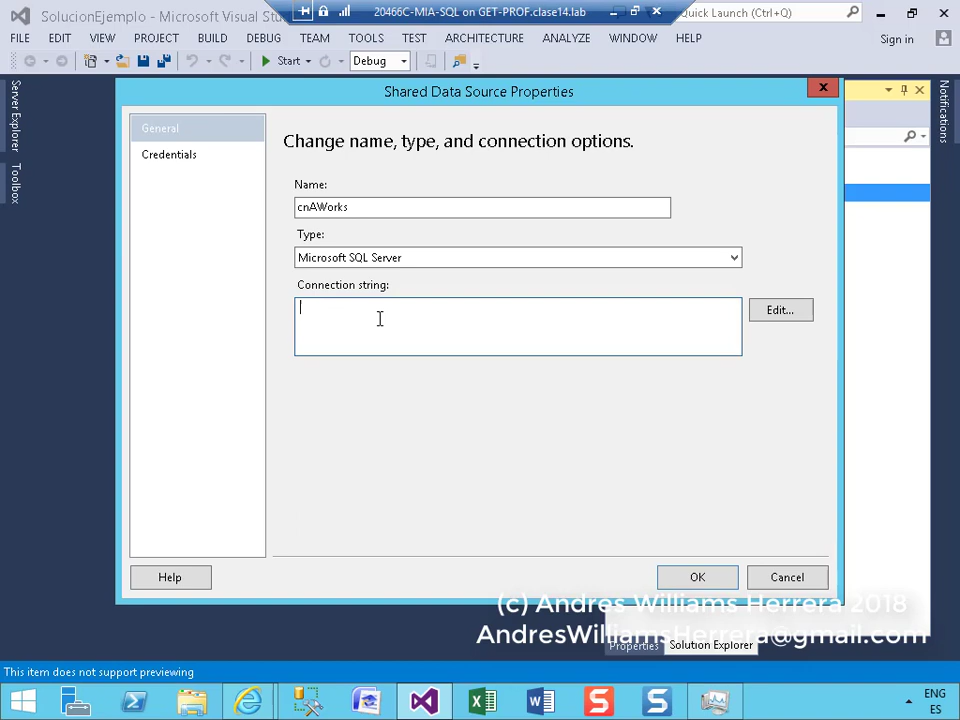 SolucionEjemplo - Microsoft Visual Stu
20466C-MIA-SQL on GET-PROF.clase14.lab
Quick Launch (Ctrl+Q)
FILE EDIT VIEW PROJECT BUILD DEBUG TEAM TOOLS TEST ARCHITECTURE ANALYZE WINDOW HELP
Sign in
Start Debug
Server Explorer
Toolbox
Notifications
Shared Data Source Properties
General
Credentials
Change name, type, and connection options.
Name:
cnAWorks
Type:
Microsoft SQL Server
Connection string:
Edit...
Help OK Cancel
(c) Andres Williams Herrera 2018
AndresWilliamsHerrera@gmail.com
Properties Solution Explorer
This item does not support previewing
ENG
ES